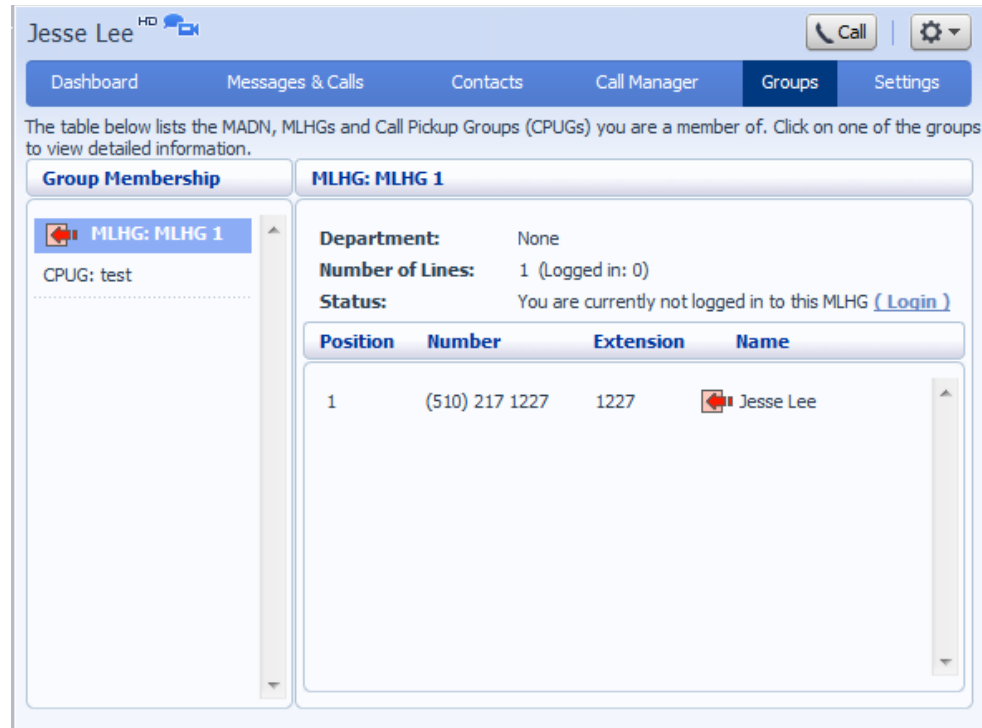 Jesse Lee HD
Call
Dashboard Messages & Calls Contacts Call Manager Groups Settings
The table below lists the MADN, MLHGs and Call Pickup Groups (CPUGs) you are a member of. Click on one of the groups
to view detailed information.
Group Membership
MLHG: MLHG 1
CPUG: test
MLHG: MLHG 1
Department: None
Number of Lines: 1 (Logged in: 0)
Status: You are currently not logged in to this MLHG ( Login )
Position Number Extension Name
1 (510) 217 1227 1227 Jesse Lee